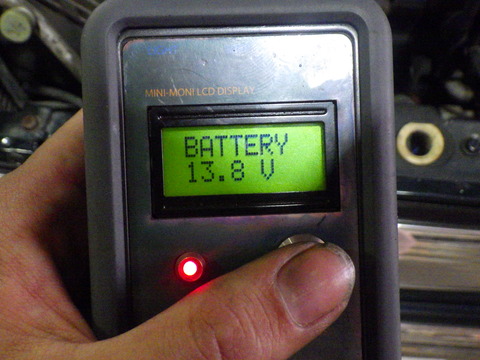 MINI-MONI LCD DISPLAY
BATTERY
13.8 V